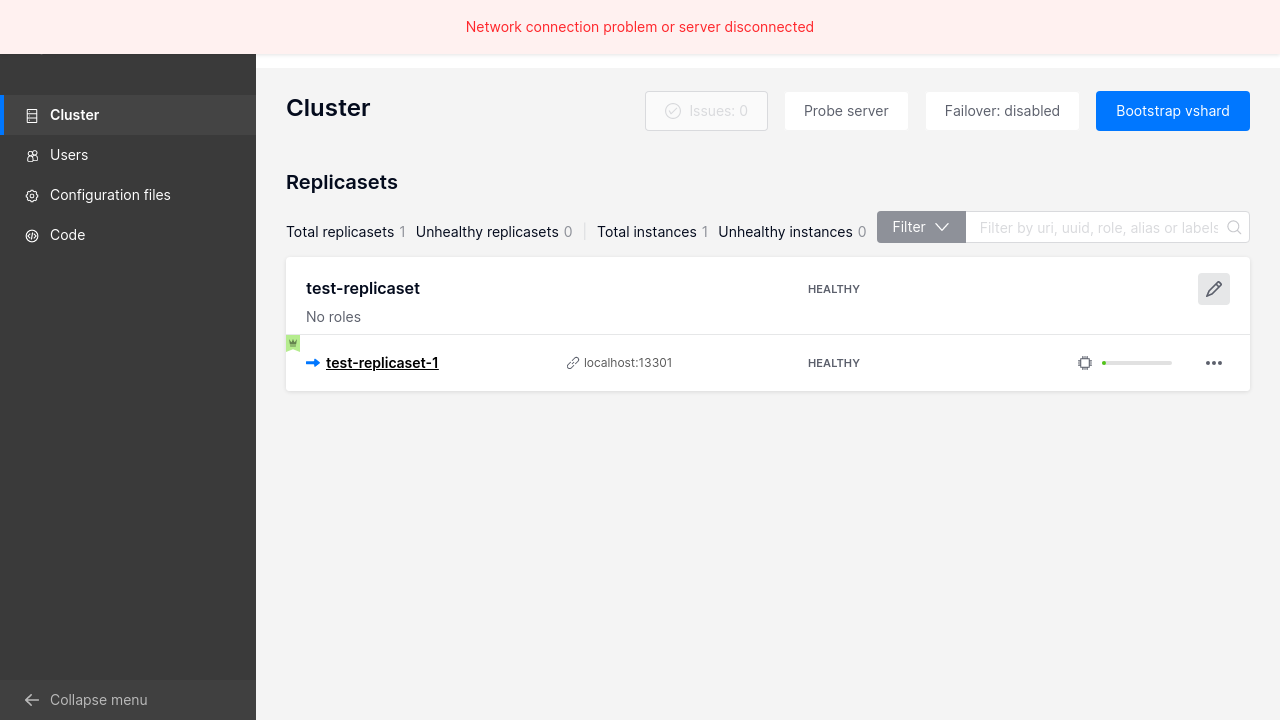 Network connection problem or server disconnected
Cluster
Users
Configuration files
Code
Collapse menu
Cluster
Issues: 0
Probe server
Failover: disabled
Bootstrap vshard
Replicasets
Total replicasets 1 Unhealthy replicasets 0 Total instances 1 Unhealthy instances 0
Filter
Filter by uri, uuid, role, alias or labels
test-replicaset
HEALTHY
No roles
test-replicaset-1
localhost:13301
HEALTHY